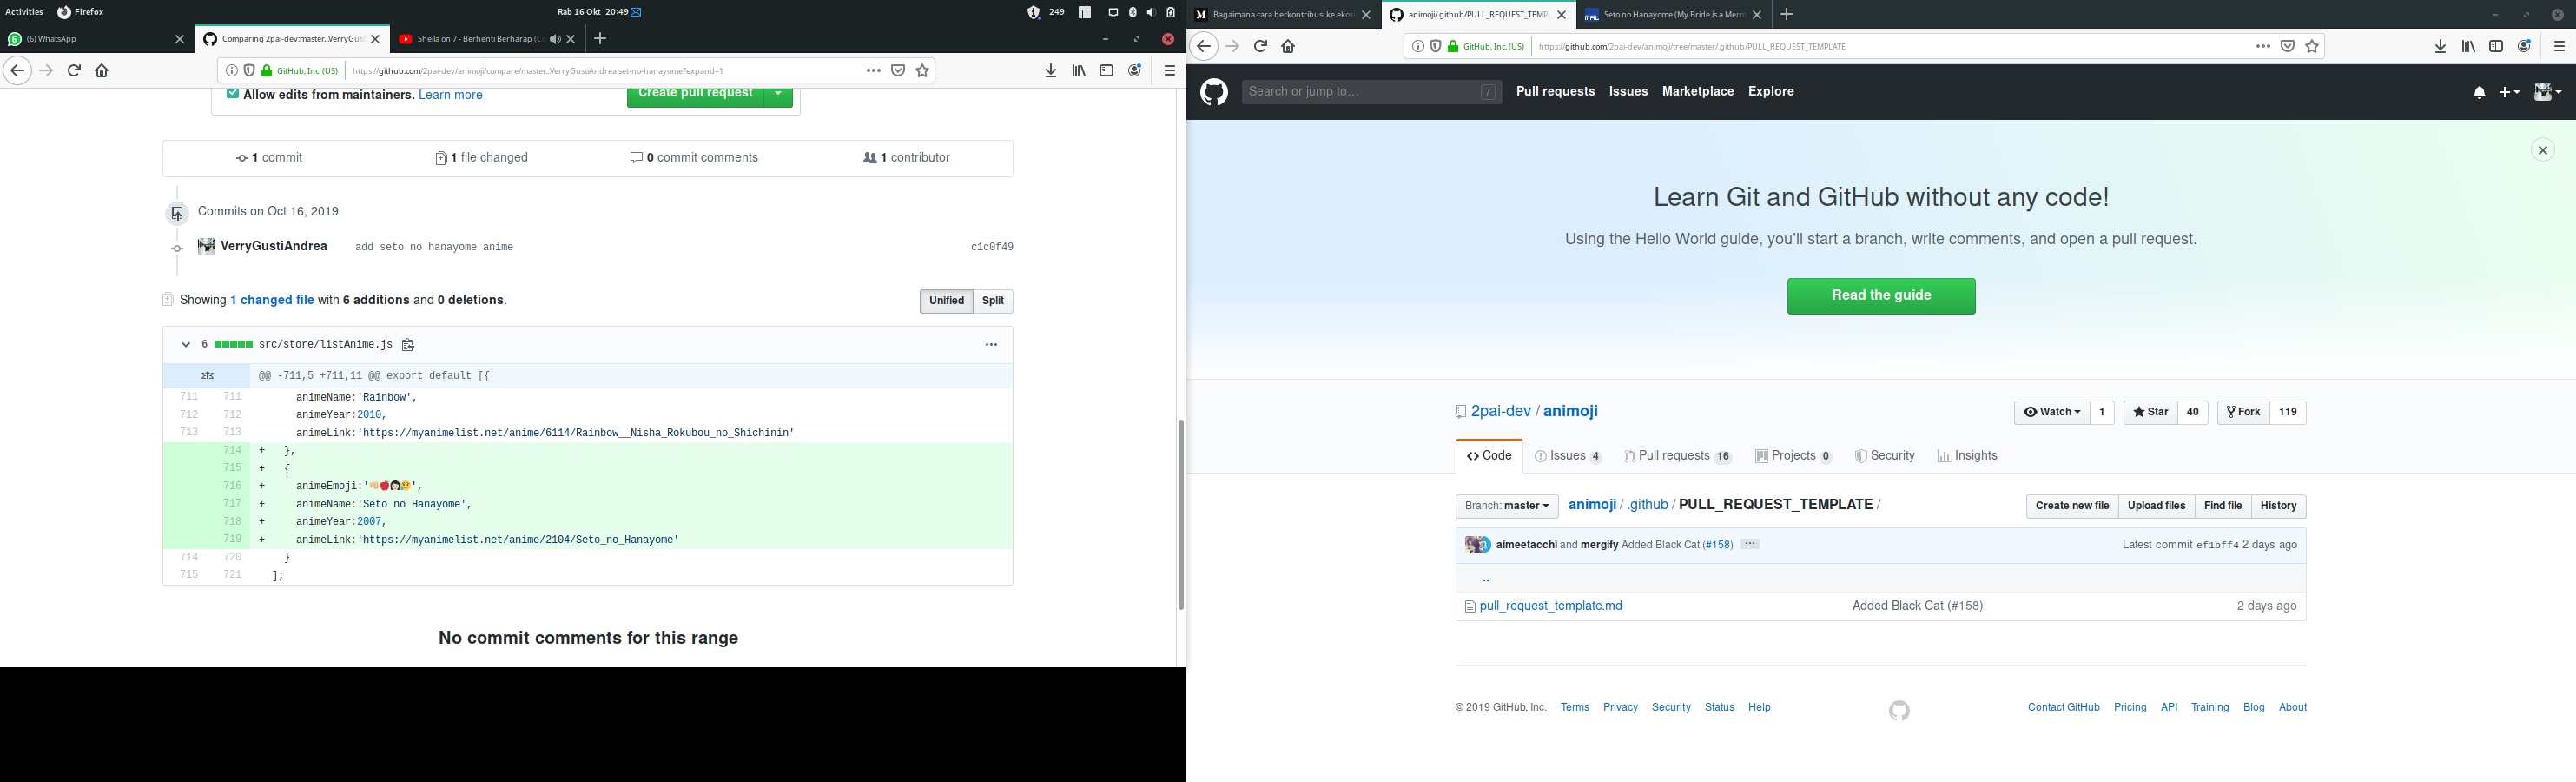 Activities Firefox Rab 16 Okt 20:49 249
(6) WhatsApp Comparing 2pai-dev:master...VerryGust Sheila on 7 - Berhenti Berharap (C
GitHub, Inc. (US) https://github.com/2pai-dev/animoji/compare/master...VerryGustiAndrea:set-no-hanayome?expand=1
Allow edits from maintainers. Learn more Create pull request
1 commit 1 file changed 0 commit comments 1 contributor
Commits on Oct 16, 2019
VerryGustiAndrea add seto no hanayome anime c1c0f49
Showing 1 changed file with 6 additions and 0 deletions. Unified Split
6 src/store/listAnime.js ...
@@ -711,5 +711,11 @@ export default [{
711 711 animeName:'Rainbow',
712 712 animeYear:2010,
713 713 animeLink:'https://myanimelist.net/anime/6114/Rainbow__Nisha_Rokubou_no_Shichinin'
714 + },
715 + {
716 + animeEmoji:'',
717 + animeName:'Seto no Hanayome',
718 + animeYear:2007,
719 + animeLink:'https://myanimelist.net/anime/2104/Seto_no_Hanayome'
714 720 }
715 721 ];
No commit comments for this range
Bagaimana cara berkontribusi ke ekos animoji/.github/PULL_REQUEST_TEMPL Seto no Hanayome (My Bride is a Merm
GitHub, Inc. (US) https://github.com/2pai-dev/animoji/tree/master/.github/PULL_REQUEST_TEMPLATE
Search or jump to… / Pull requests Issues Marketplace Explore
Learn Git and GitHub without any code!
Using the Hello World guide, you’ll start a branch, write comments, and open a pull request.
Read the guide
2pai-dev / animoji Watch 1 Star 40 Fork 119
Code Issues 4 Pull requests 16 Projects 0 Security Insights
Branch: master animoji / .github / PULL_REQUEST_TEMPLATE / Create new file Upload files Find file History
aimeetacchi and mergify Added Black Cat (#158) ... Latest commit ef1bff4 2 days ago
..
pull_request_template.md Added Black Cat (#158) 2 days ago
© 2019 GitHub, Inc. Terms Privacy Security Status Help Contact GitHub Pricing API Training Blog About